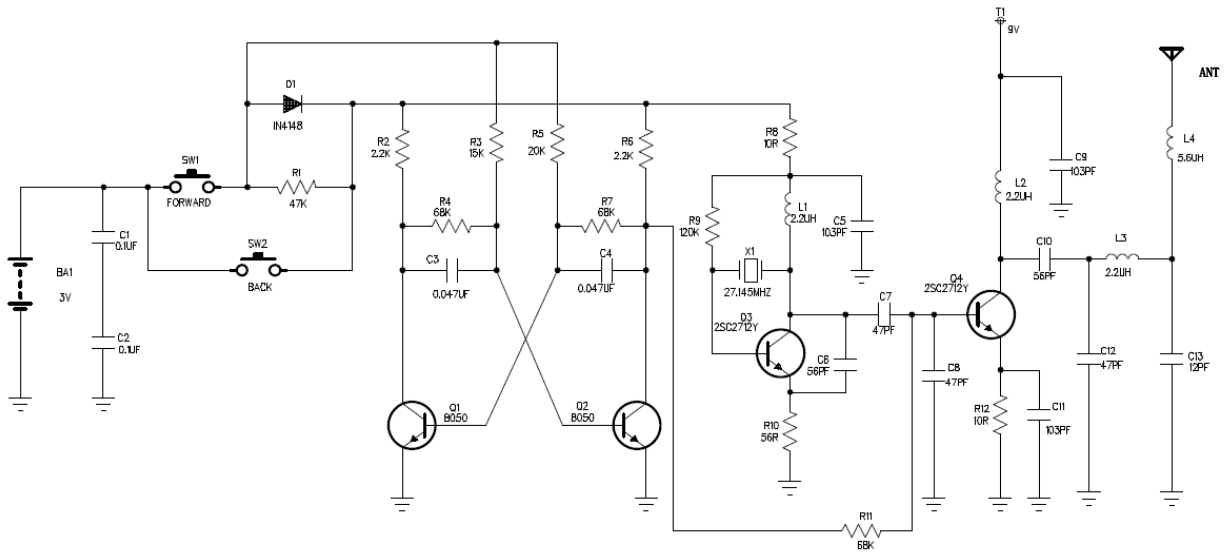 T1
9V
ANT
D1
IN4148
SW1
FORWARD
R1
47K
SW2
BACK
C1
0.1UF
C2
0.1UF
BA1
3V
R2
2.2K
R3
15K
R5
20K
R6
2.2K
R4
68K
R7
68K
C3
0.047UF
C4
0.047UF
Q1
8050
Q2
8050
R8
10R
R9
120K
L1
2.2UH
C5
103PF
X1
27.145MHZ
Q3
2SC2712Y
C6
56PF
R10
56R
C7
47PF
C8
47PF
R11
68K
L2
2.2UH
C9
103PF
Q4
2SC2712Y
C10
56PF
L3
2.2UH
L4
5.6UH
R12
10R
C11
103PF
C12
47PF
C13
12PF